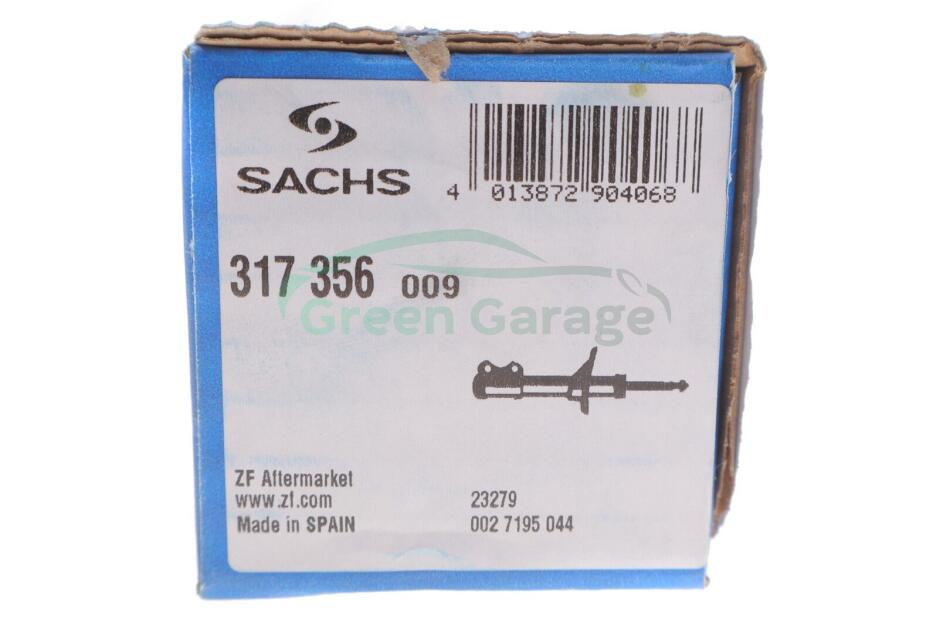 SACHS
4 013872 904068
317 356 009
Green Garage
ZF Aftermarket
www.zf.com
Made in SPAIN
23279
002 7195 044